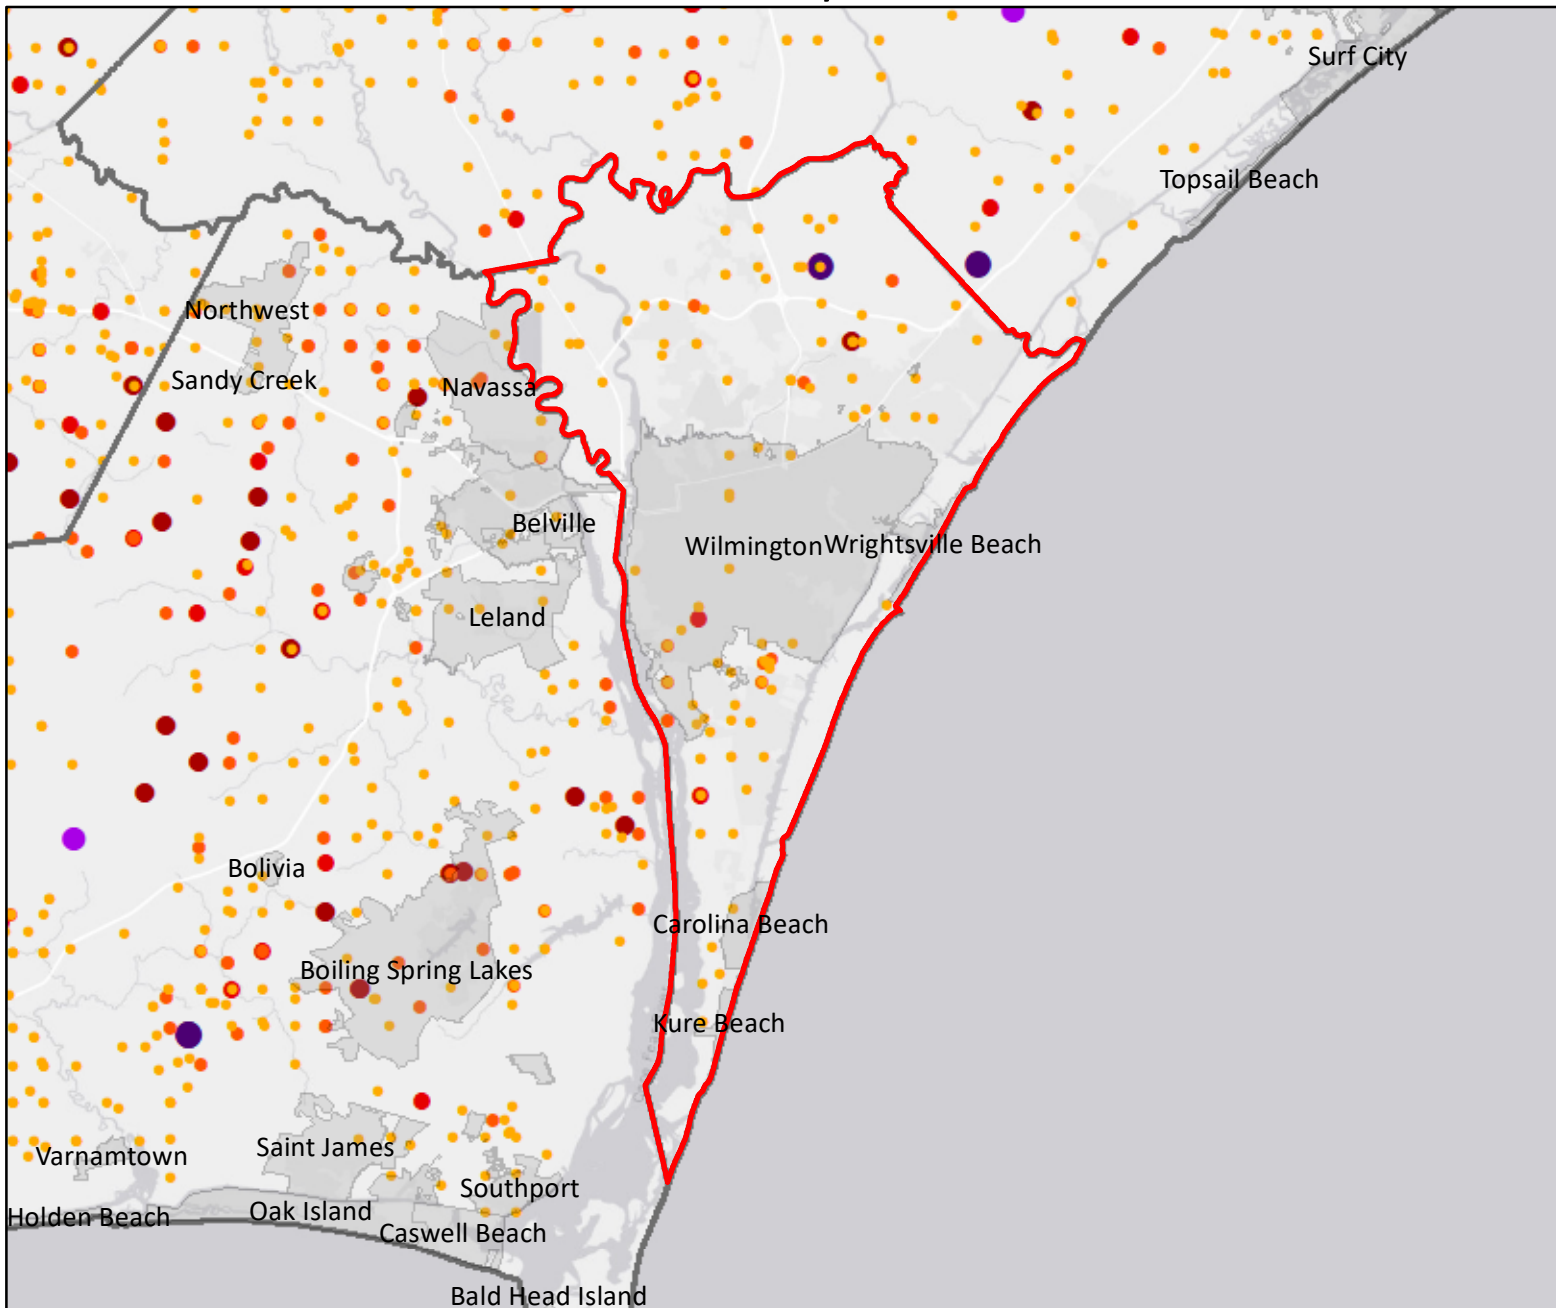 Surf City
Topsail Beach
Northwest
Sandy Creek
Navassa
Belville
Wilmington
Wrightsville Beach
Leland
Bolivia
Carolina Beach
Boiling Spring Lakes
Kure Beach
Saint James
Varnamtown
Southport
Oak Island
Holden Beach
Caswell Beach
Bald Head Island